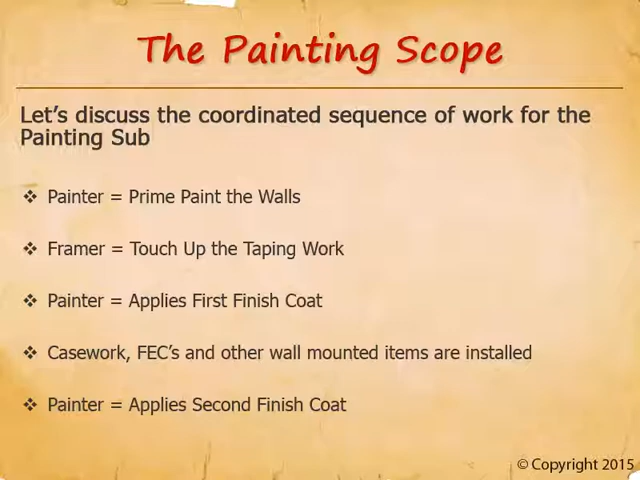 The Painting Scope
Let's discuss the coordinated sequence of work for the
Painting Sub
❖ Painter = Prime Paint the Walls
❖ Framer = Touch Up the Taping Work
❖ Painter = Applies First Finish Coat
❖ Casework, FEC's and other wall mounted items are installed
❖ Painter = Applies Second Finish Coat
© Copyright 2015